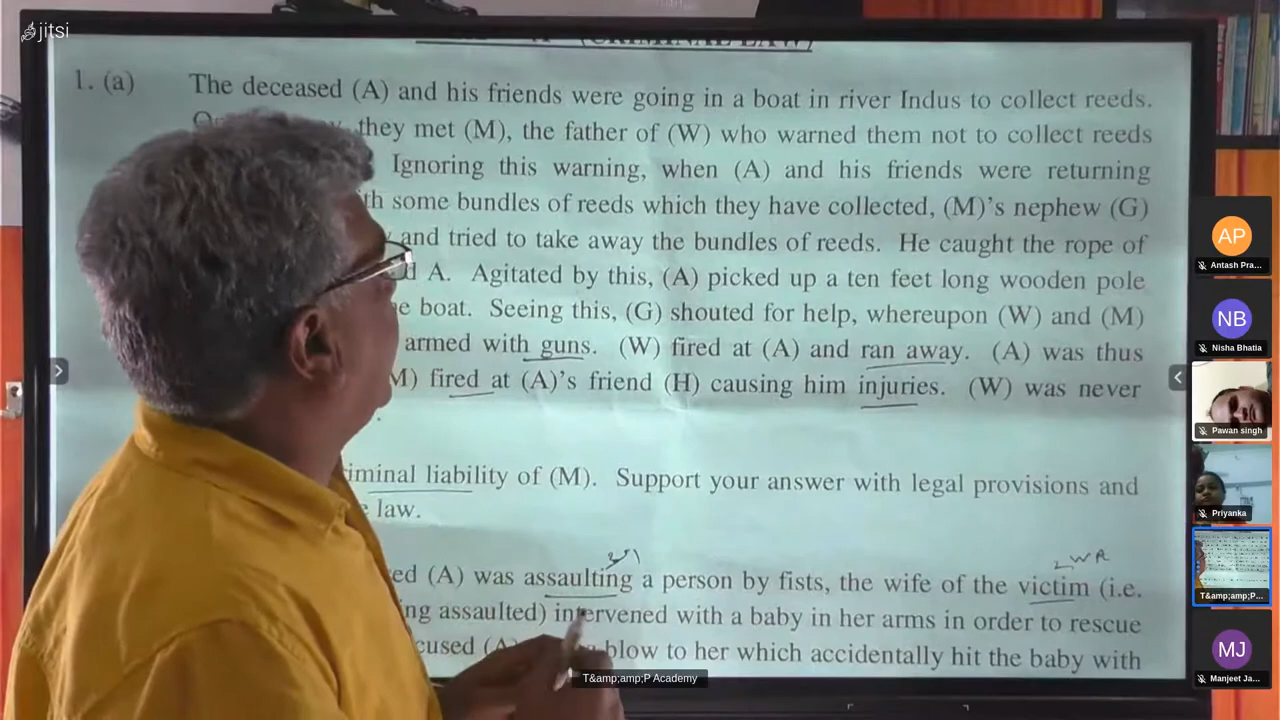 jitsi
(CRIMINAL LAW)
1. (a) The deceased (A) and his friends were going in a boat in river Indus to collect reeds.
they met (M), the father of (W) who warned them not to collect reeds
Ignoring this warning, when (A) and his friends were returning
some bundles of reeds which they have collected, (M)'s nephew (G)
and tried to take away the bundles of reeds. He caught the rope of
A. Agitated by this, (A) picked up a ten feet long wooden pole
boat. Seeing this, (G) shouted for help, whereupon (W) and (M)
armed with guns. (W) fired at (A) and ran away. (A) was thus
M) fired at (A)'s friend (H) causing him injuries. (W) was never
liability of (M). Support your answer with legal provisions and
law.
(A) was assaulting a person by fists, the wife of the victim (i.e.
assaulted) intervened with a baby in her arms in order to rescue
blow to her which accidentally hit the baby with
T&amp;amp;P Academy
AP
Antash Pra...
NB
Nisha Bhatia
Pawan singh
Priyanka
T&amp;amp;P...
MJ
Manjeet Ja...